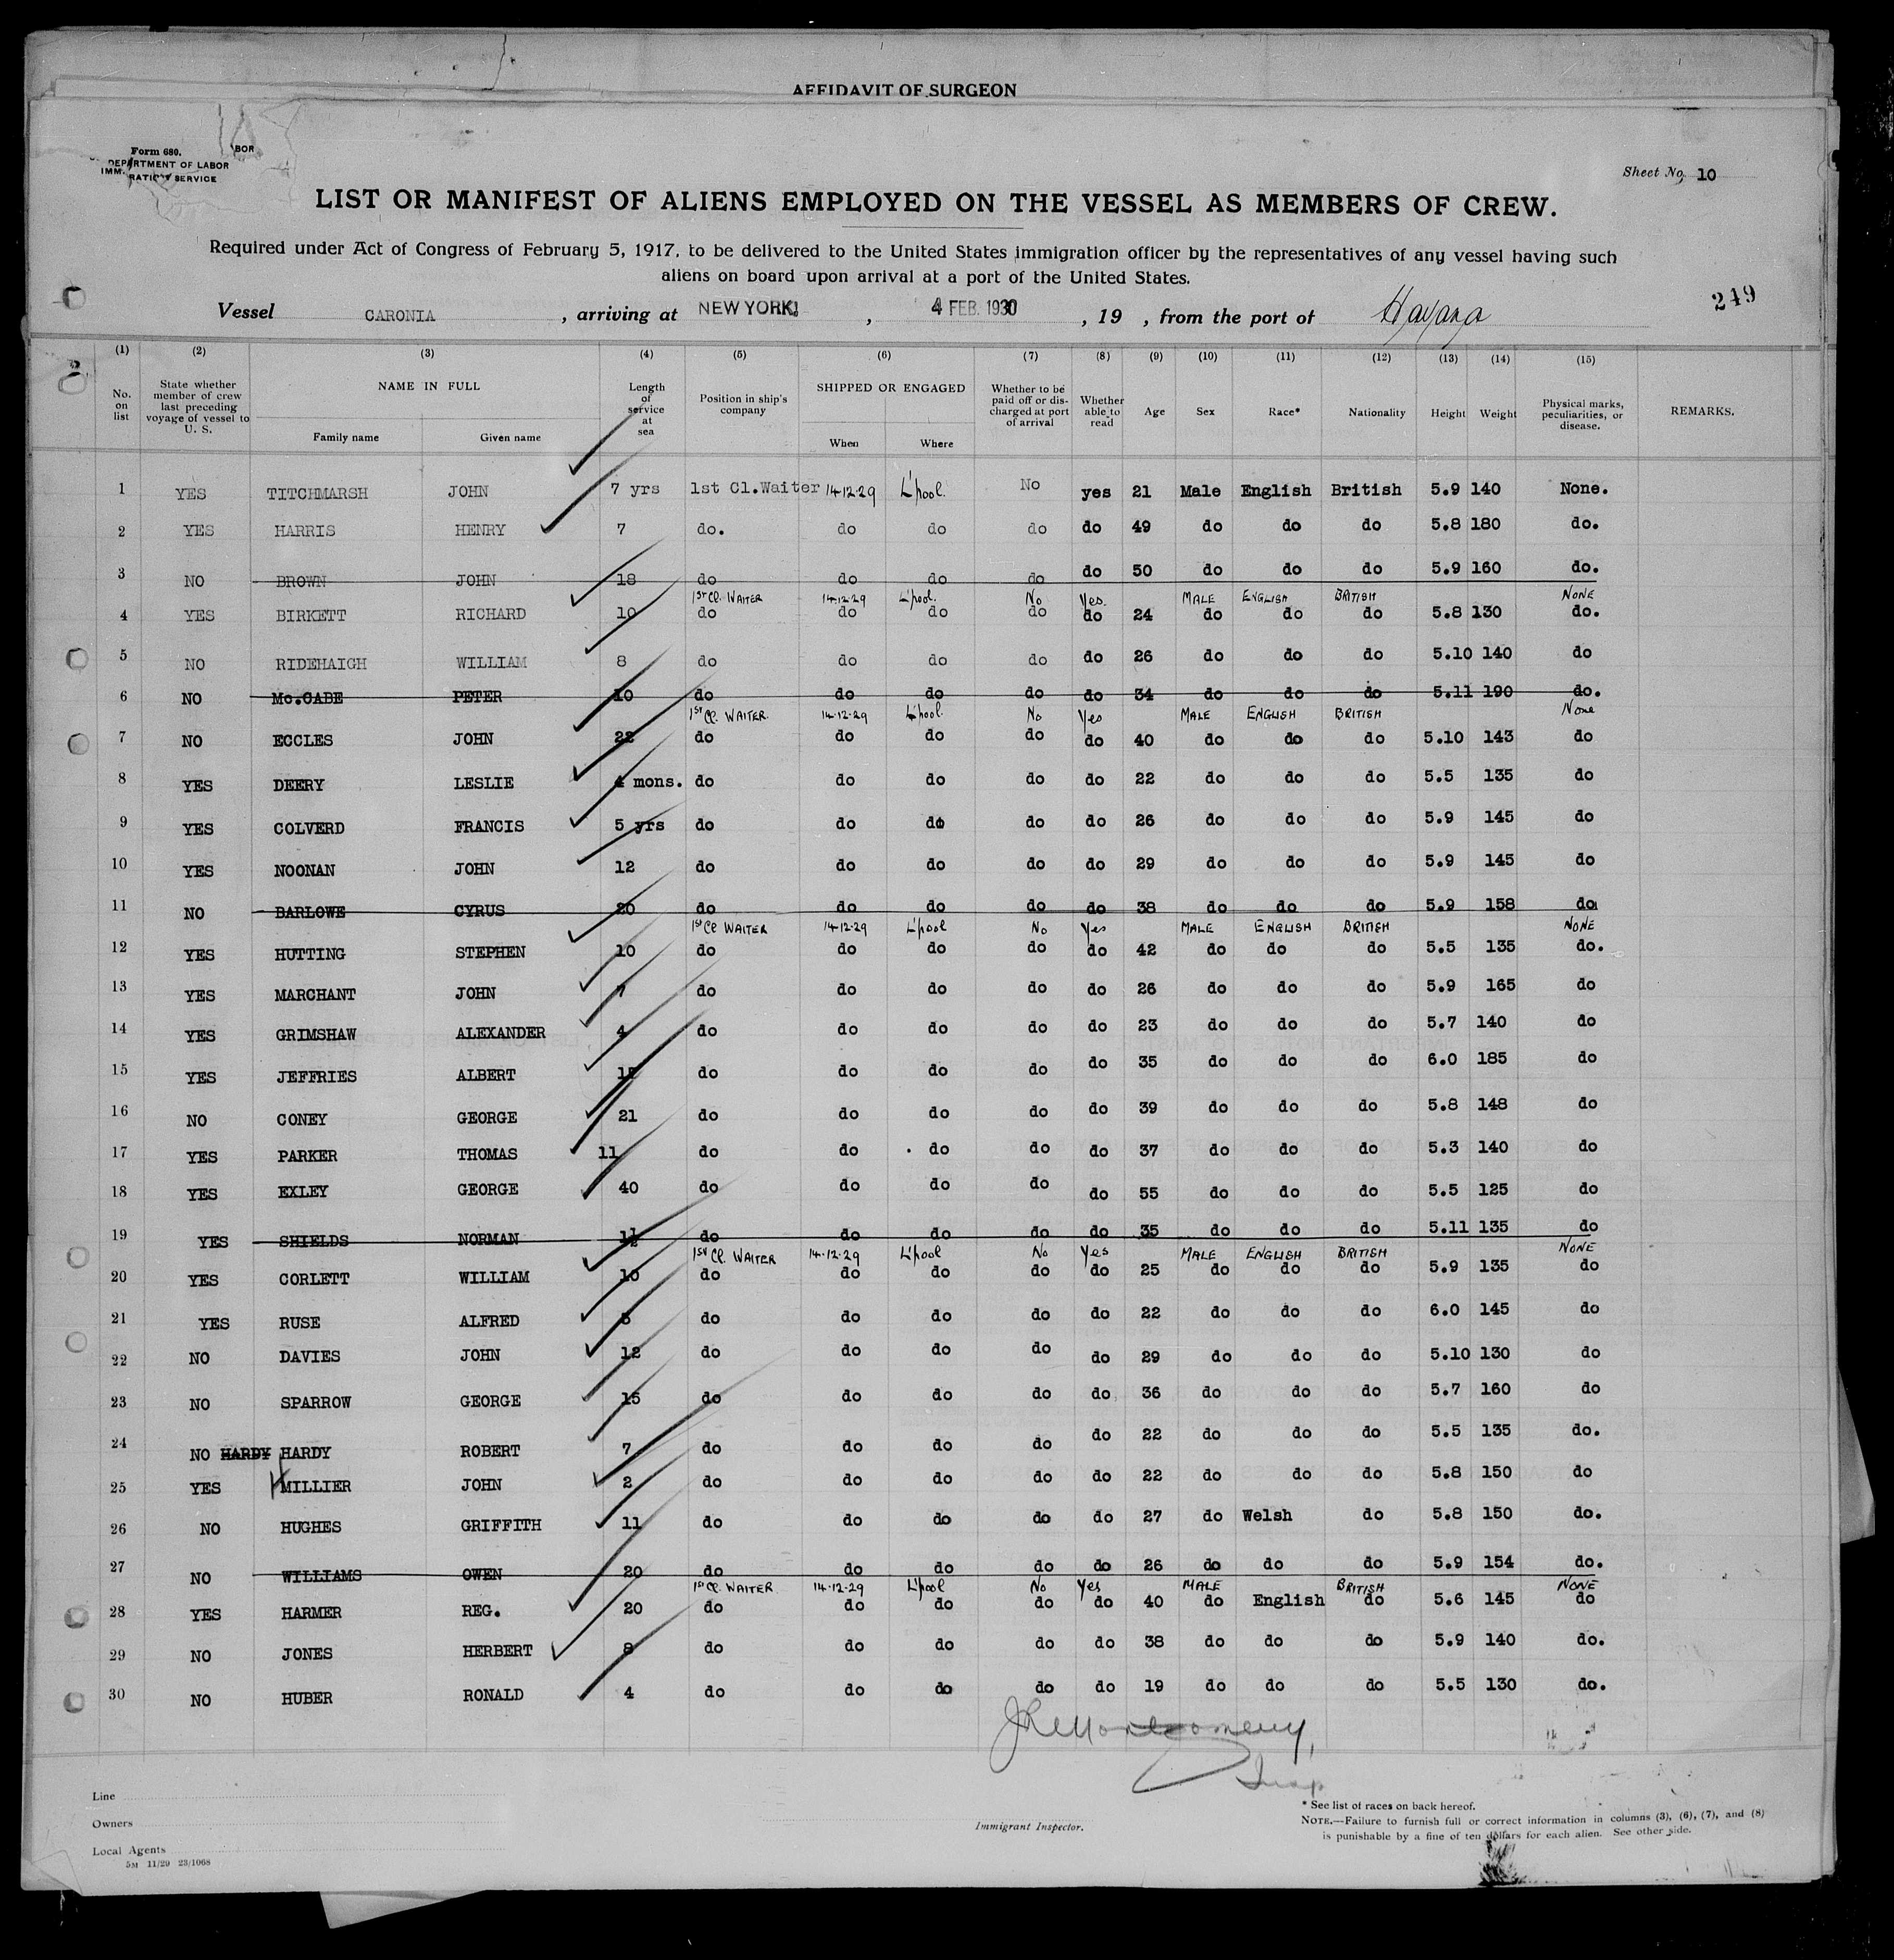 AFFIDAVIT OF SURGEON
Form 680.
DEPARTMENT OF LABOR
SERVICE
Sheet No. 10
LIST OR MANIFEST OF ALIENS EMPLOYED ON THE VESSEL AS MEMBERS OF CREW.
Required under Act of Congress of February 5, 1917, to be delivered to the United States immigration officer by the representatives of any vessel having such
aliens on board upon arrival at a port of the United States.
Vessel CARONIA, arriving at NEW YORK, 4 FEB. 1930, 19 , from the port of Havana
249
(1) (2) (3) (4) (5) (6) (7) (8) (9) (10) (11) (12) (13) (14) (15)
No. on list State whether member of crew last preceding voyage of vessel to U. S. NAME IN FULL Family name Given name Length of service at sea Position in ship's company SHIPPED OR ENGAGED When Where Whether to be paid off or discharged at port of arrival Whether able to read Age Sex Race* Nationality Height Weight Physical marks, peculiarities, or disease. REMARKS.
1 YES TITCHMARSH JOHN 7 yrs 1st Cl.Waiter 14-12-29 L'pool. No yes 21 Male English British 5.9 140 None.
2 YES HARRIS HENRY 7 do. do do do do 49 do do do 5.8 180 do.
3 NO BROWN JOHN 18 do do do do do 50 do do do 5.9 160 do.
1st Cl. WAITER 14-12-29 L'pool. No Yes. MALE ENGLISH BRITISH NONE
4 YES BIRKETT RICHARD 10 do do do do do 24 do do do 5.8 130 do.
5 NO RIDEHAIGH WILLIAM 8 do do do do do 26 do do do 5.10 140 do
6 NO Mc.CABE PETER 10 do do do do do 34 do do do 5.11 190 do.
1st Cl. WAITER. 14-12-29 L'pool. No Yes MALE ENGLISH BRITISH None
7 NO ECCLES JOHN 22 do do do do do 40 do do do 5.10 143 do
8 YES DEERY LESLIE 4 mons. do do do do do 22 do do do 5.5 135 do
9 YES COLVERD FRANCIS 5 yrs do do do do do 26 do do do 5.9 145 do
10 YES NOONAN JOHN 12 do do do do do 29 do do do 5.9 145 do
11 NO BARLOWE CYRUS 20 do do do do do 38 do do do 5.9 158 do
1st Cl WAITER 14-12-29 L'pool No Yes MALE ENGLISH BRITISH NONE
12 YES HUTTING STEPHEN 10 do do do do do 42 do do do 5.5 135 do.
13 YES MARCHANT JOHN 7 do do do do do 26 do do do 5.9 165 do
14 YES GRIMSHAW ALEXANDER 4 do do do do do 23 do do do 5.7 140 do
15 YES JEFFRIES ALBERT do do do do do 35 do do do 6.0 185 do
16 NO CONEY GEORGE 21 do do do do do 39 do do do 5.8 148 do
17 YES PARKER THOMAS 11 do do do do do 37 do do do 5.3 140 do
18 YES EXLEY GEORGE 40 do do do do do 55 do do do 5.5 125 do
19 YES SHIELDS NORMAN do do do do do 35 do do do 5.11 135 do
1st Cl. WAITER 14-12-29 L'pool No Yes MALE ENGLISH BRITISH NONE
20 YES CORLETT WILLIAM 10 do do do do do 25 do do do 5.9 135 do
21 YES RUSE ALFRED do do do do do 22 do do do 6.0 145 do
22 NO DAVIES JOHN 12 do do do do do 29 do do do 5.10 130 do
23 NO SPARROW GEORGE 15 do do do do do 36 do do do 5.7 160 do
24 NO HARDY HARDY ROBERT 7 do do do do do 22 do do do 5.5 135 do.
25 YES MILLIER JOHN 2 do do do do do 22 do do do 5.8 150 do
26 NO HUGHES GRIFFITH 11 do do do do do 27 do Welsh do 5.8 150 do.
27 NO WILLIAMS OWEN 20 do do do do do 26 do do do 5.9 154 do.
1st Cl. WAITER 14-12-29 L'pool No Yes MALE BRITISH NONE
28 YES HARMER REG. 20 do do do do do 40 do English do 5.6 145 do
29 NO JONES HERBERT 8 do do do do do 38 do do do 5.9 140 do.
30 NO HUBER RONALD 4 do do do do do 19 do do do 5.5 130 do.
Montgomery,
Insp
Line
Owners
Local Agents
5M 11/29 23/1068
Immigrant Inspector.
* See list of races on back hereof.
NOTE.—Failure to furnish full or correct information in columns (3), (6), (7), and (8)
is punishable by a fine of ten dollars for each alien. See other side.